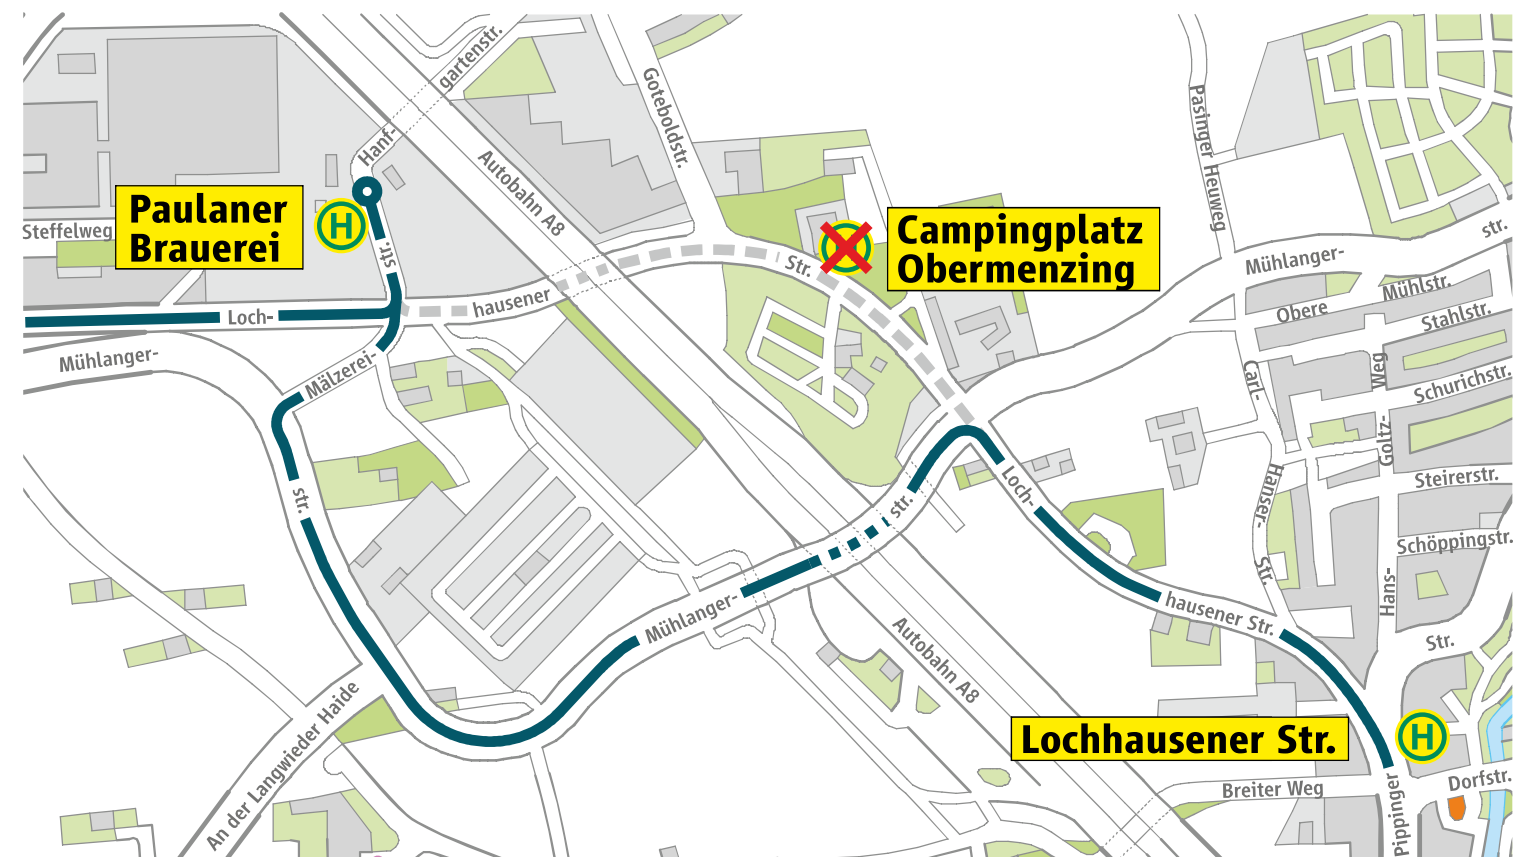 gartenstr.
Hanf-
Goteboldstr.
Pasinger Heuweg
Autobahn A8
Paulaner
Brauerei
H
Steffelweg
str.
Campingplatz
Obermenzing
str.
Mühlanger-
Str.
hausener
Loch-
Mühlstr.
Obere
Stahlstr.
Mühlanger-
Mälzerei-
Weg
Carl-
Schurichstr.
Goltz-
Steirerstr.
Hanser-
Loch-
str.
str.
Schöppingstr.
Str.
Hans-
hausener Str.
Mühlanger-
Str.
Autobahn A8
An der Langwieder Haide
Lochhausener Str.
H
Breiter Weg
Dorfstr.
Pippinger